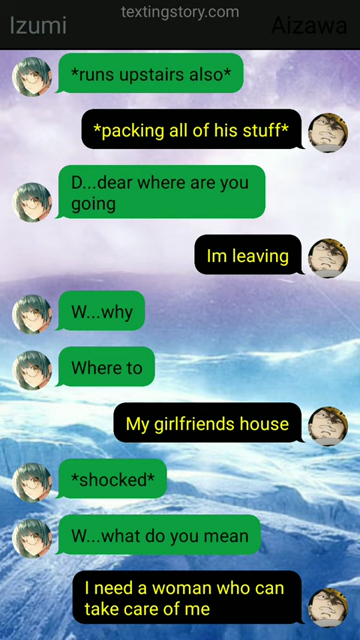 textingstory.com
Izumi
Aizawa
*runs upstairs also*
*packing all of his stuff*
D...dear where are you
going
Im leaving
W...why
Where to
My girlfriends house
*shocked*
W...what do you mean
I need a woman who can
take care of me